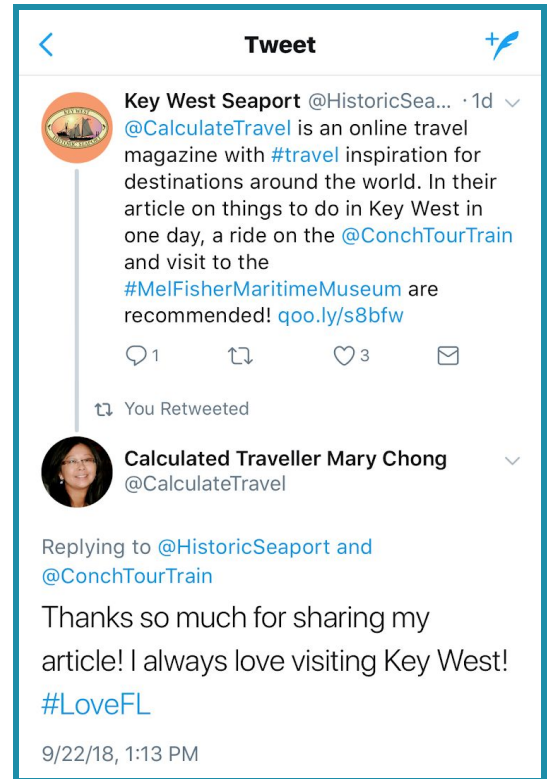 Tweet
Key West Seaport @HistoricSea... · 1d
@CalculateTravel is an online travel
magazine with #travel inspiration for
destinations around the world. In their
article on things to do in Key West in
one day, a ride on the @ConchTourTrain
and visit to the
#MelFisherMaritimeMuseum are
recommended! qoo.ly/s8bfw
1 3
You Retweeted
Calculated Traveller Mary Chong
@CalculateTravel
Replying to @HistoricSeaport and
@ConchTourTrain
Thanks so much for sharing my
article! I always love visiting Key West!
#LoveFL
9/22/18, 1:13 PM